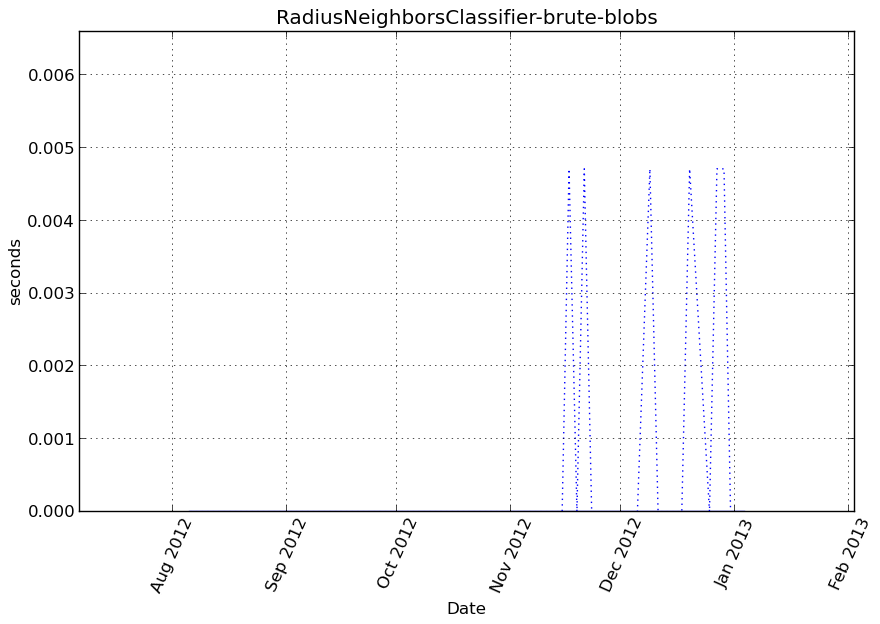 RadiusNeighborsClassifier-brute-blobs
0.006
0.005
0.004
0.003
0.002
0.001
0.000
seconds
Aug 2012
Sep 2012
Oct 2012
Nov 2012
Dec 2012
Jan 2013
Feb 2013
Date